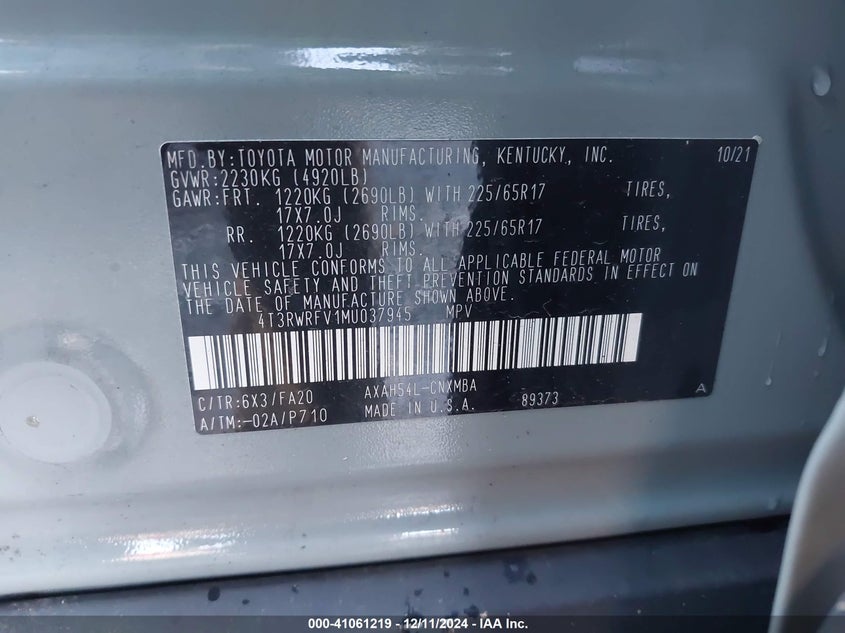 MFD. BY: TOYOTA MOTOR MANUFACTURING, KENTUCKY, INC. 10/21
GVWR: 2230KG (4920LB)
GAWR: FRT. 1220KG (2690LB) WITH 225/65R17 TIRES,
17X7.0J RIMS.
RR. 1220KG (2690LB) WITH 225/65R17 TIRES,
17X7.0J RIMS.
THIS VEHICLE CONFORMS TO ALL APPLICABLE FEDERAL MOTOR
VEHICLE SAFETY AND THEFT PREVENTION STANDARDS IN EFFECT ON
THE DATE OF MANUFACTURE SHOWN ABOVE.
4T3RWRFV1MU037945 MPV
C/TR: 6X3/FA20 AXAH54L-CNXMBA
A/TM: -02A/P710 MADE IN U.S.A. 89373 A
000-41061219 - 12/11/2024 - IAA Inc.